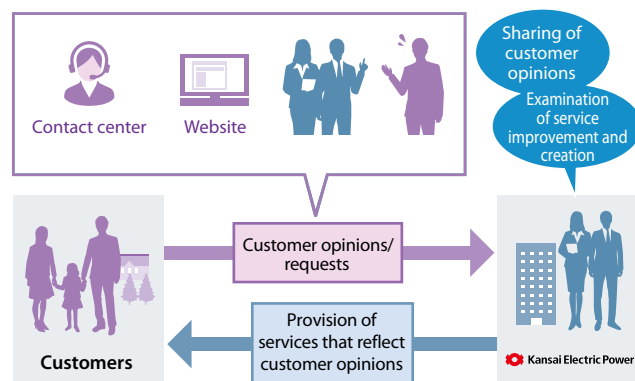 Contact center
Website
Sharing of
customer
opinions
Examination
of service
improvement and
creation
Customer opinions/
requests
Provision of
services that reflect
customer opinions
Customers
Kansai Electric Power